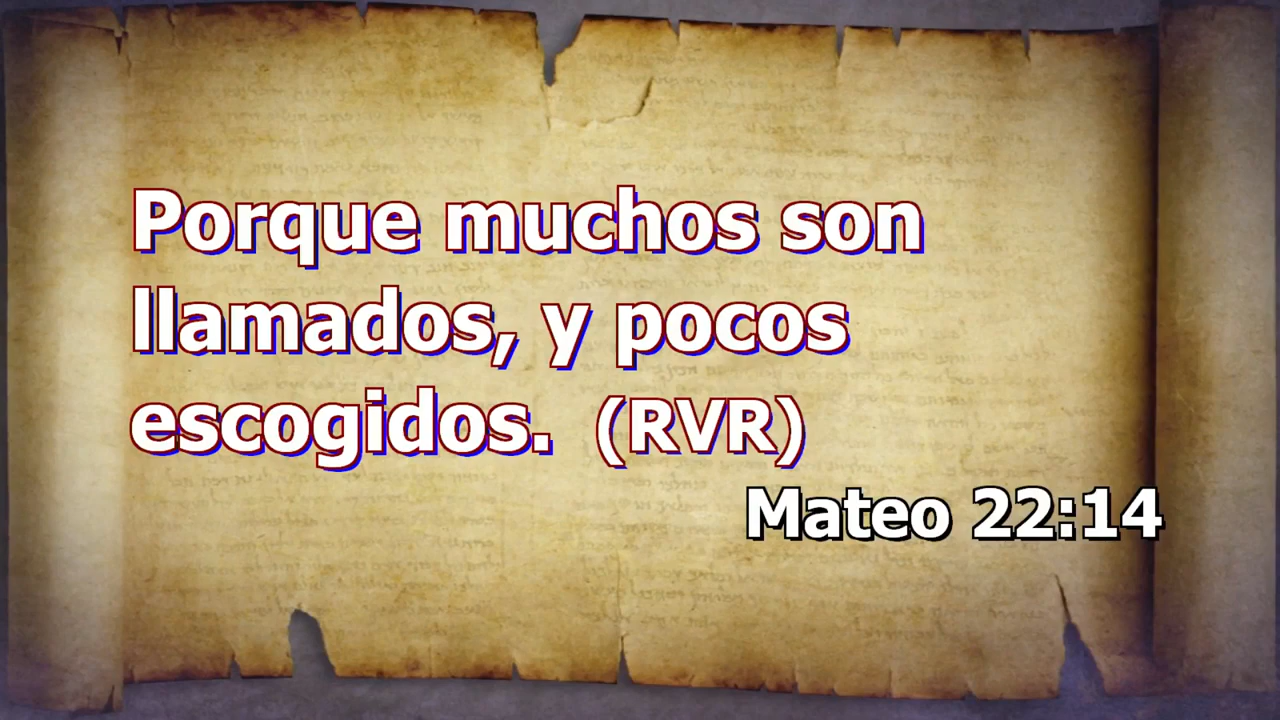 Porque muchos son
llamados, y pocos
escogidos. (RVR)
Mateo 22:14